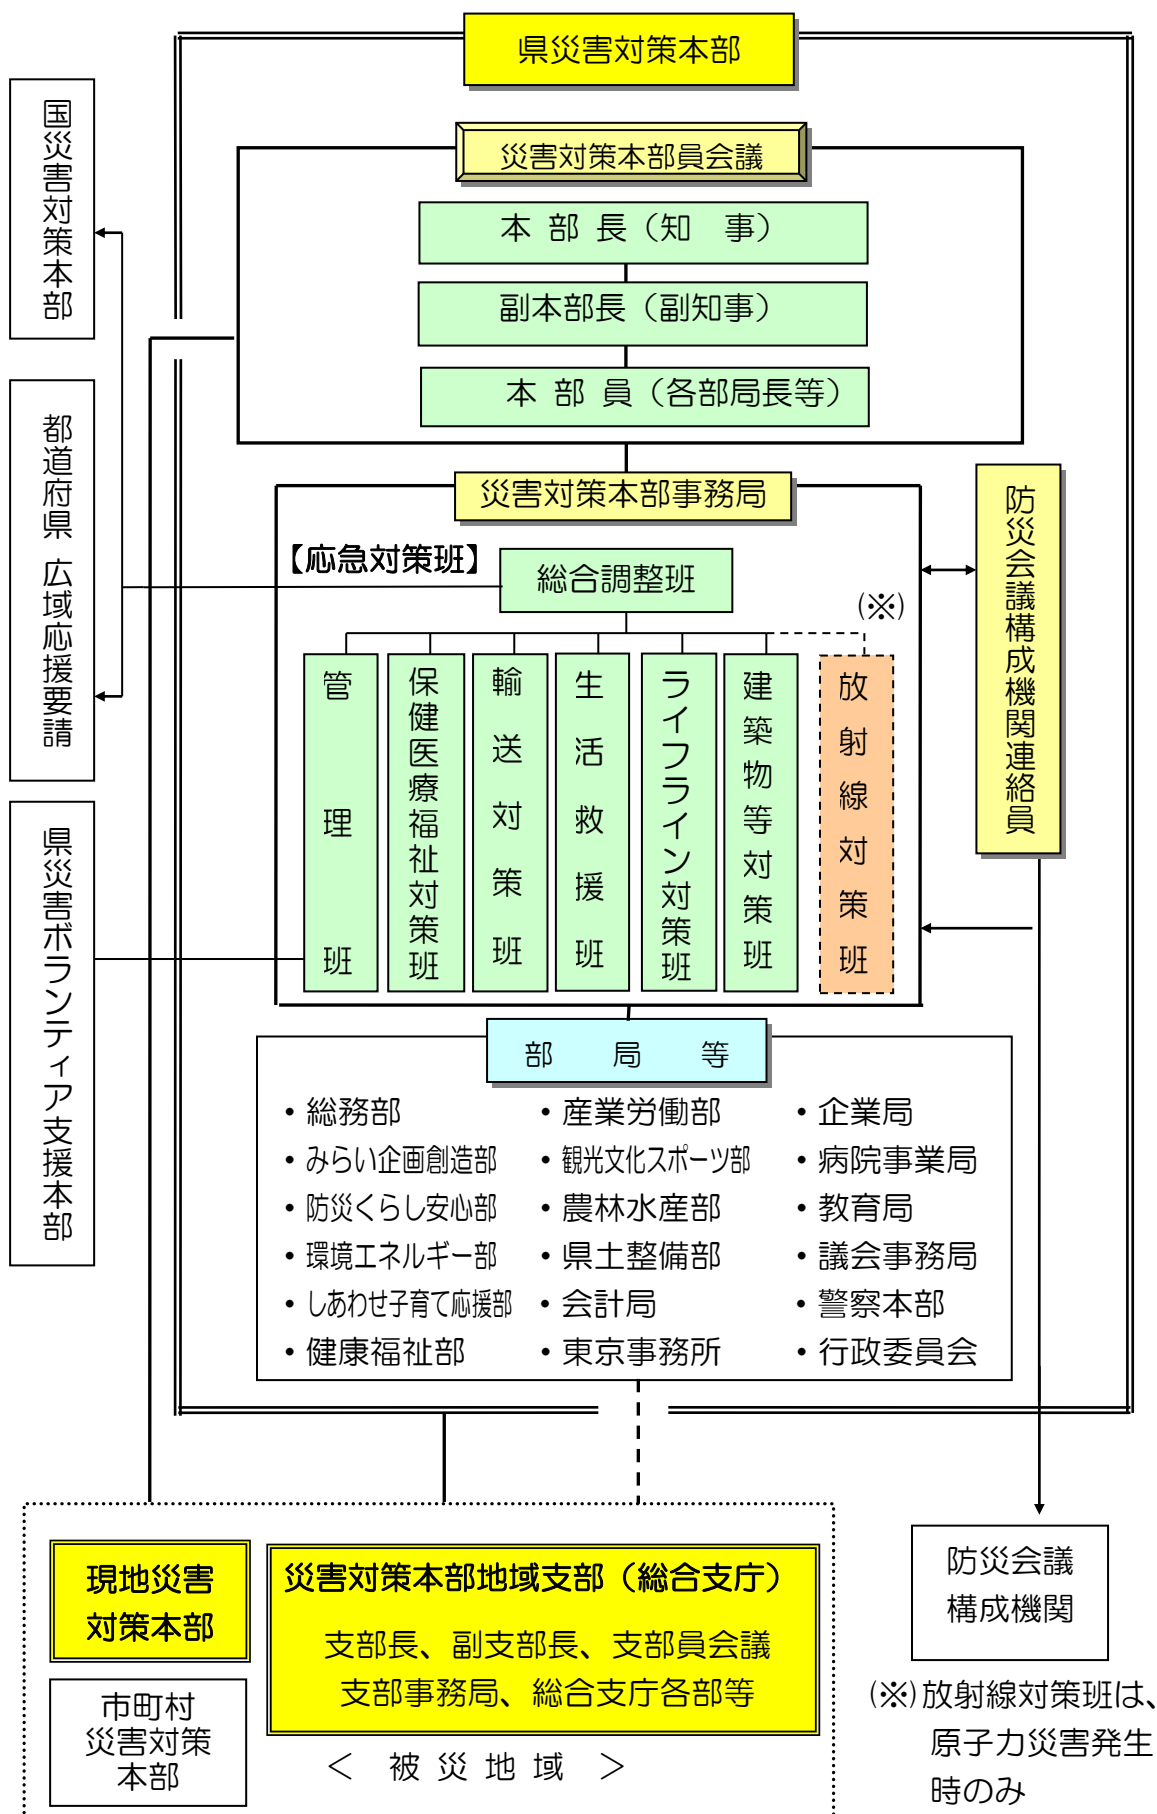 県災害対策本部
国災害対策本部
災害対策本部員会議
本 部 長（知　事）
副本部長（副知事）
本 部 員（各部局長等）
都道府県 広域応援要請
災害対策本部事務局
【応急対策班】
総合調整班
(※)
管理班
保健医療福祉対策班
輸送対策班
生活救援班
ライフライン対策班
建築物等対策班
放射線対策班
防災会議構成機関連絡員
県災害ボランティア支援本部
部　局　等
・総務部
・みらい企画創造部
・防災くらし安心部
・環境エネルギー部
・しあわせ子育て応援部
・健康福祉部
・産業労働部
・観光文化スポーツ部
・農林水産部
・県土整備部
・会計局
・東京事務所
・企業局
・病院事業局
・教育局
・議会事務局
・警察本部
・行政委員会
現地災害
対策本部
災害対策本部地域支部（総合支庁）
支部長、副支部長、支部員会議
支部事務局、総合支庁各部等
市町村
災害対策
本部
＜　被 災 地 域　＞
防災会議
構成機関
(※)放射線対策班は、
原子力災害発生
時のみ